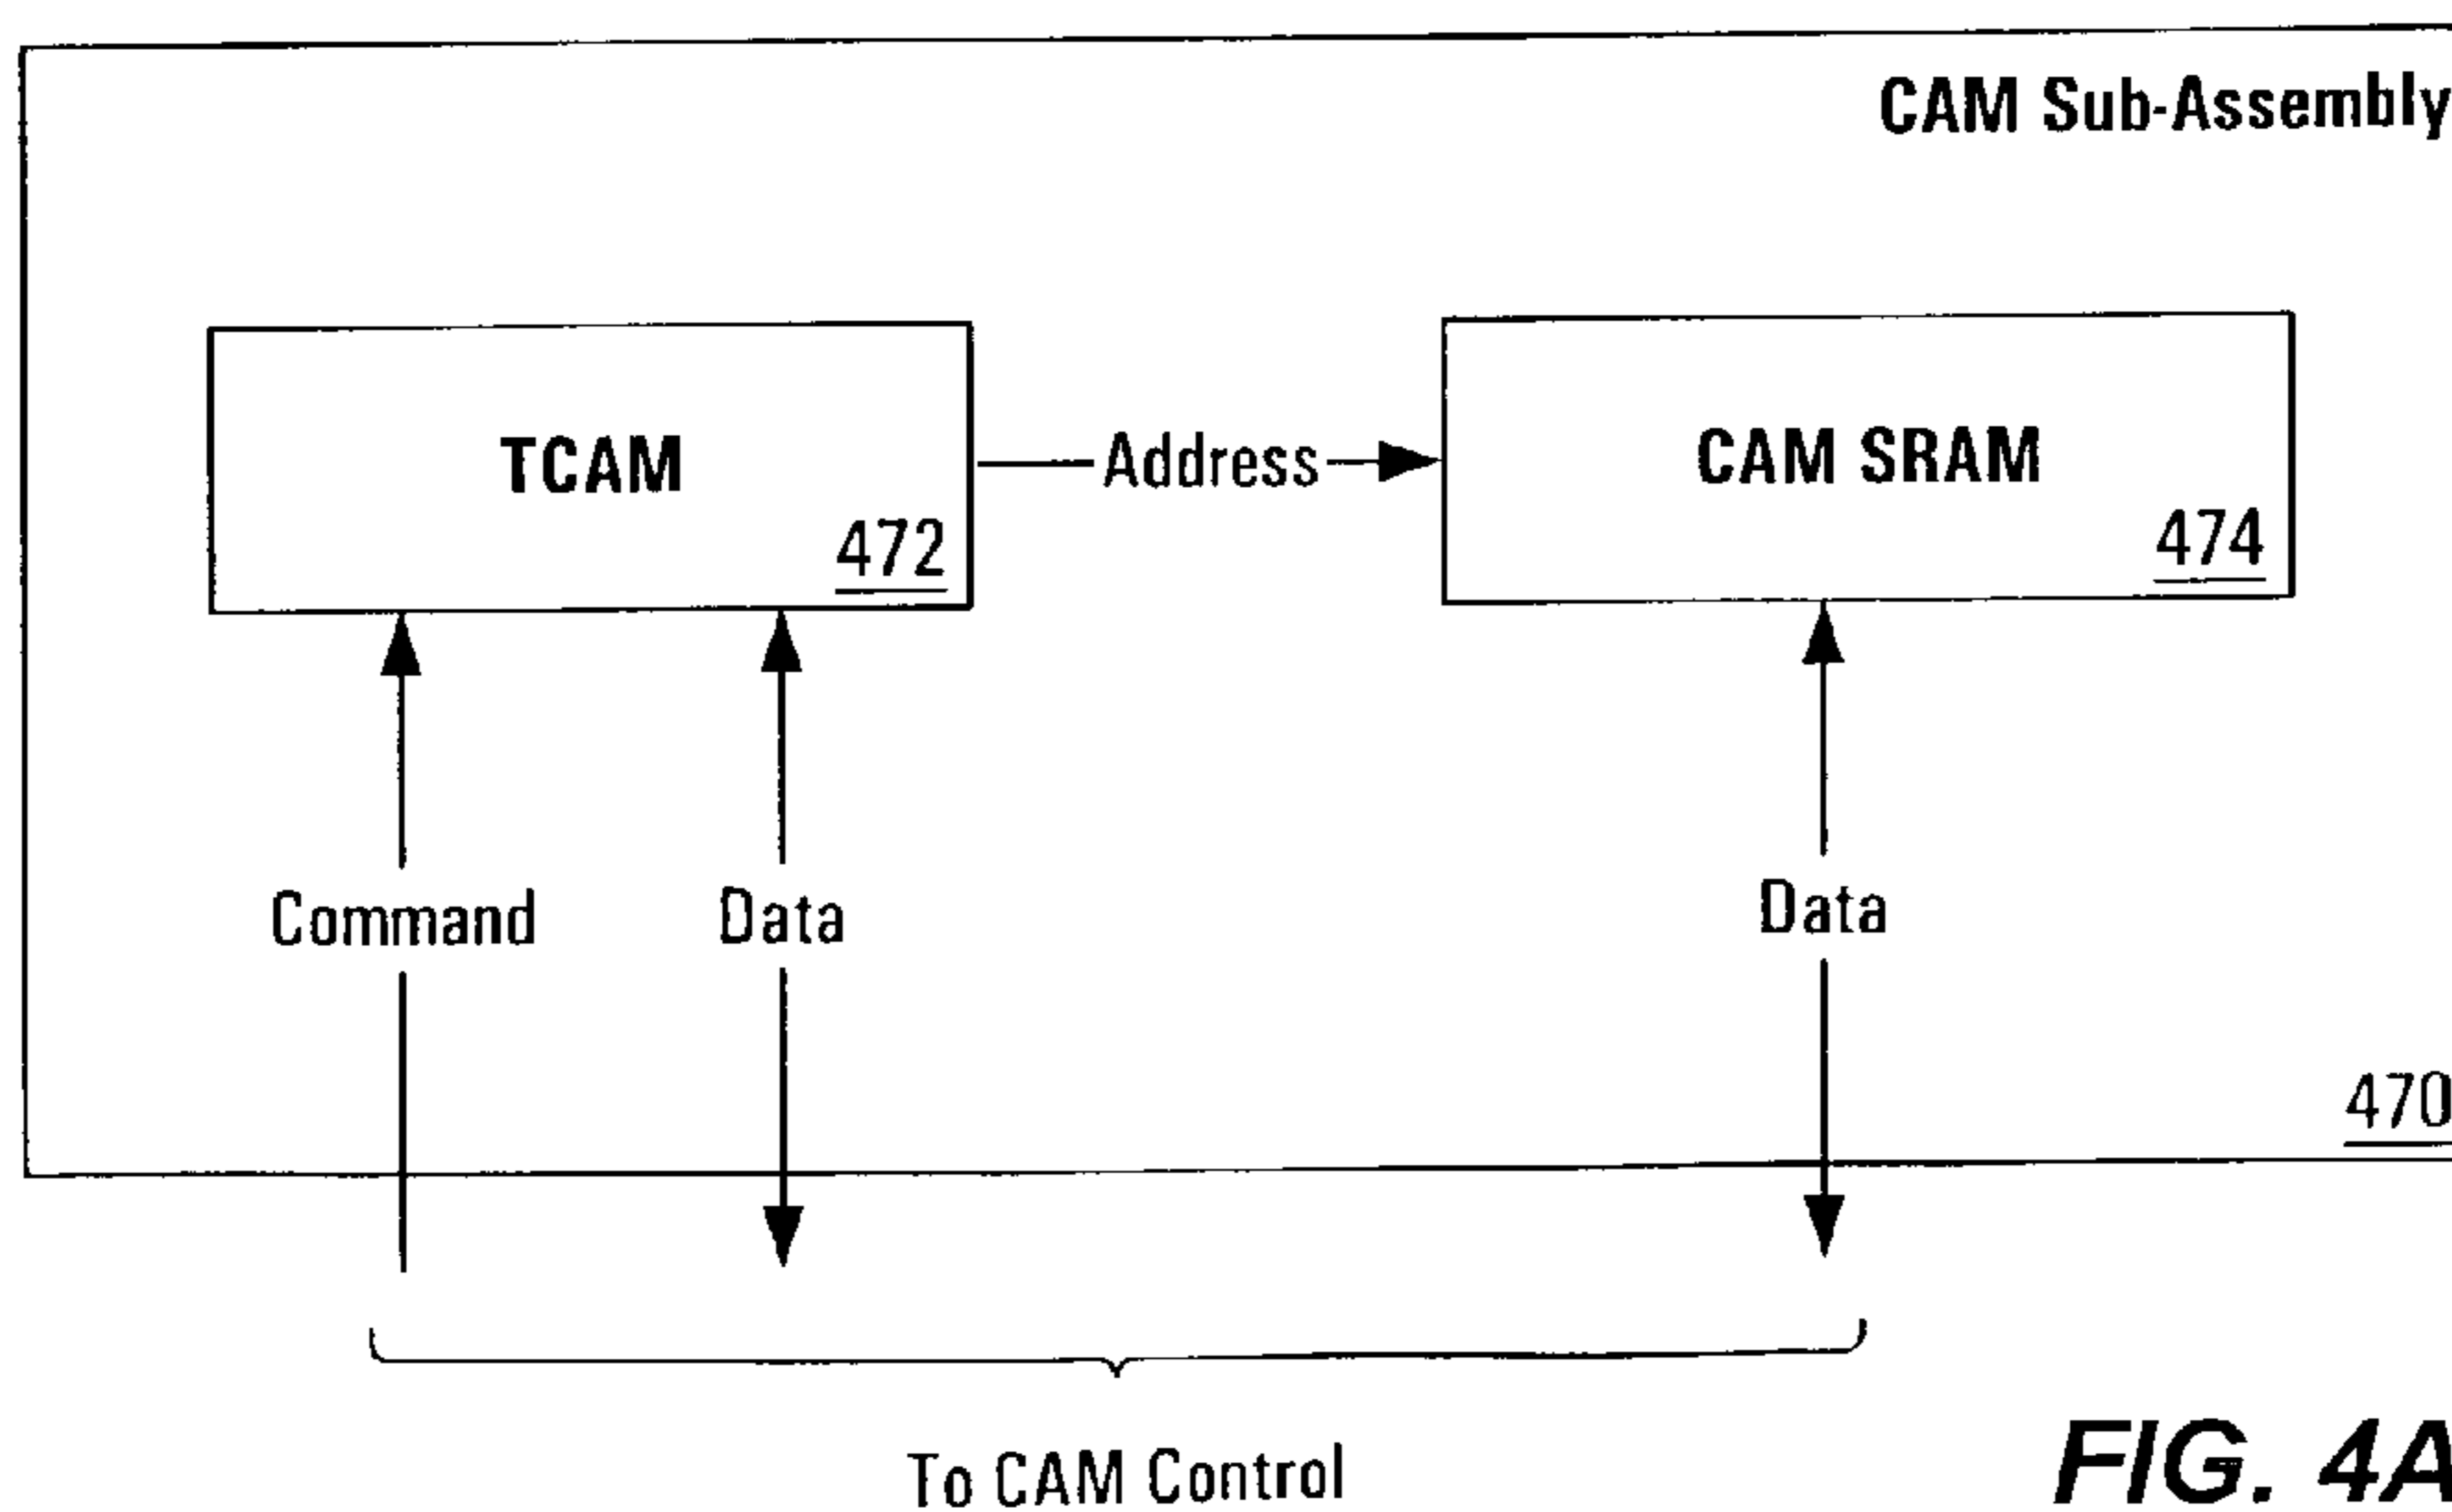 CAM Sub-Assembly
TCAM
472
Address
CAM SRAM
474
Command
Data
Data
470
To CAM Control
FIG. 4A